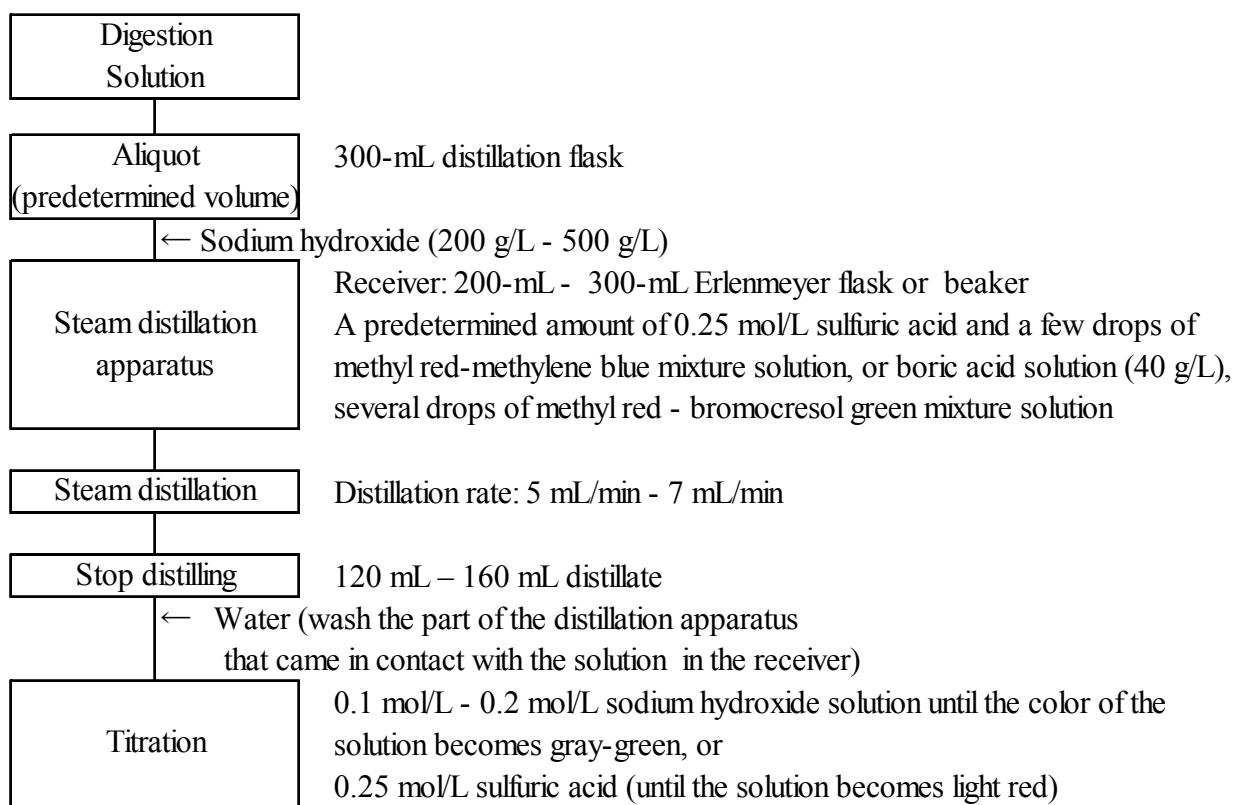 Digestion
Solution
Aliquot
(predetermined volume)
300-mL distillation flask
← Sodium hydroxide (200 g/L - 500 g/L)
Steam distillation
apparatus
Receiver: 200-mL - 300-mL Erlenmeyer flask or beaker
A predetermined amount of 0.25 mol/L sulfuric acid and a few drops of
methyl red-methylene blue mixture solution, or boric acid solution (40 g/L),
several drops of methyl red - bromocresol green mixture solution
Steam distillation
Distillation rate: 5 mL/min - 7 mL/min
Stop distilling
120 mL – 160 mL distillate
← Water (wash the part of the distillation apparatus
that came in contact with the solution in the receiver)
Titration
0.1 mol/L - 0.2 mol/L sodium hydroxide solution until the color of the
solution becomes gray-green, or
0.25 mol/L sulfuric acid (until the solution becomes light red)